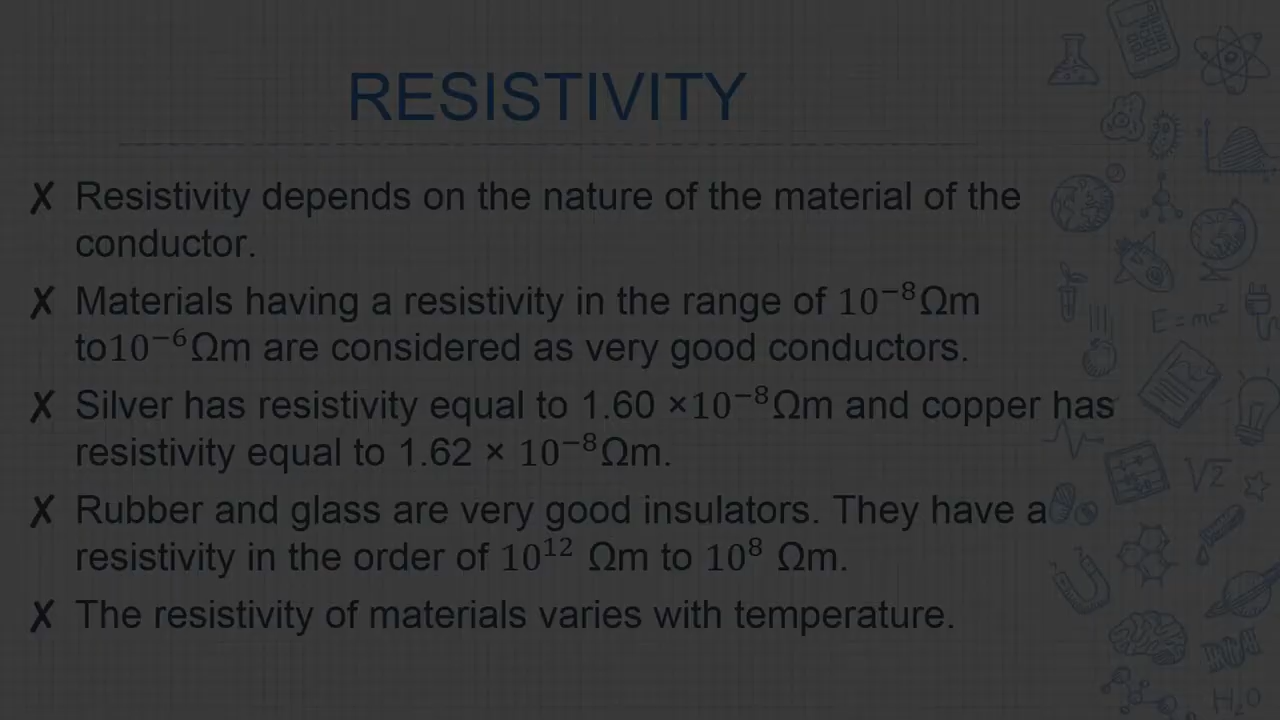 RESISTIVITY
✗ Resistivity depends on the nature of the material of the
conductor.
✗ Materials having a resistivity in the range of 10⁻⁸Ωm
to10⁻⁶Ωm are considered as very good conductors.
✗ Silver has resistivity equal to 1.60 ×10⁻⁸Ωm and copper has
resistivity equal to 1.62 × 10⁻⁸Ωm.
✗ Rubber and glass are very good insulators. They have a
resistivity in the order of 10¹² Ωm to 10⁸ Ωm.
✗ The resistivity of materials varies with temperature.
E=mc²
√2
H₂O